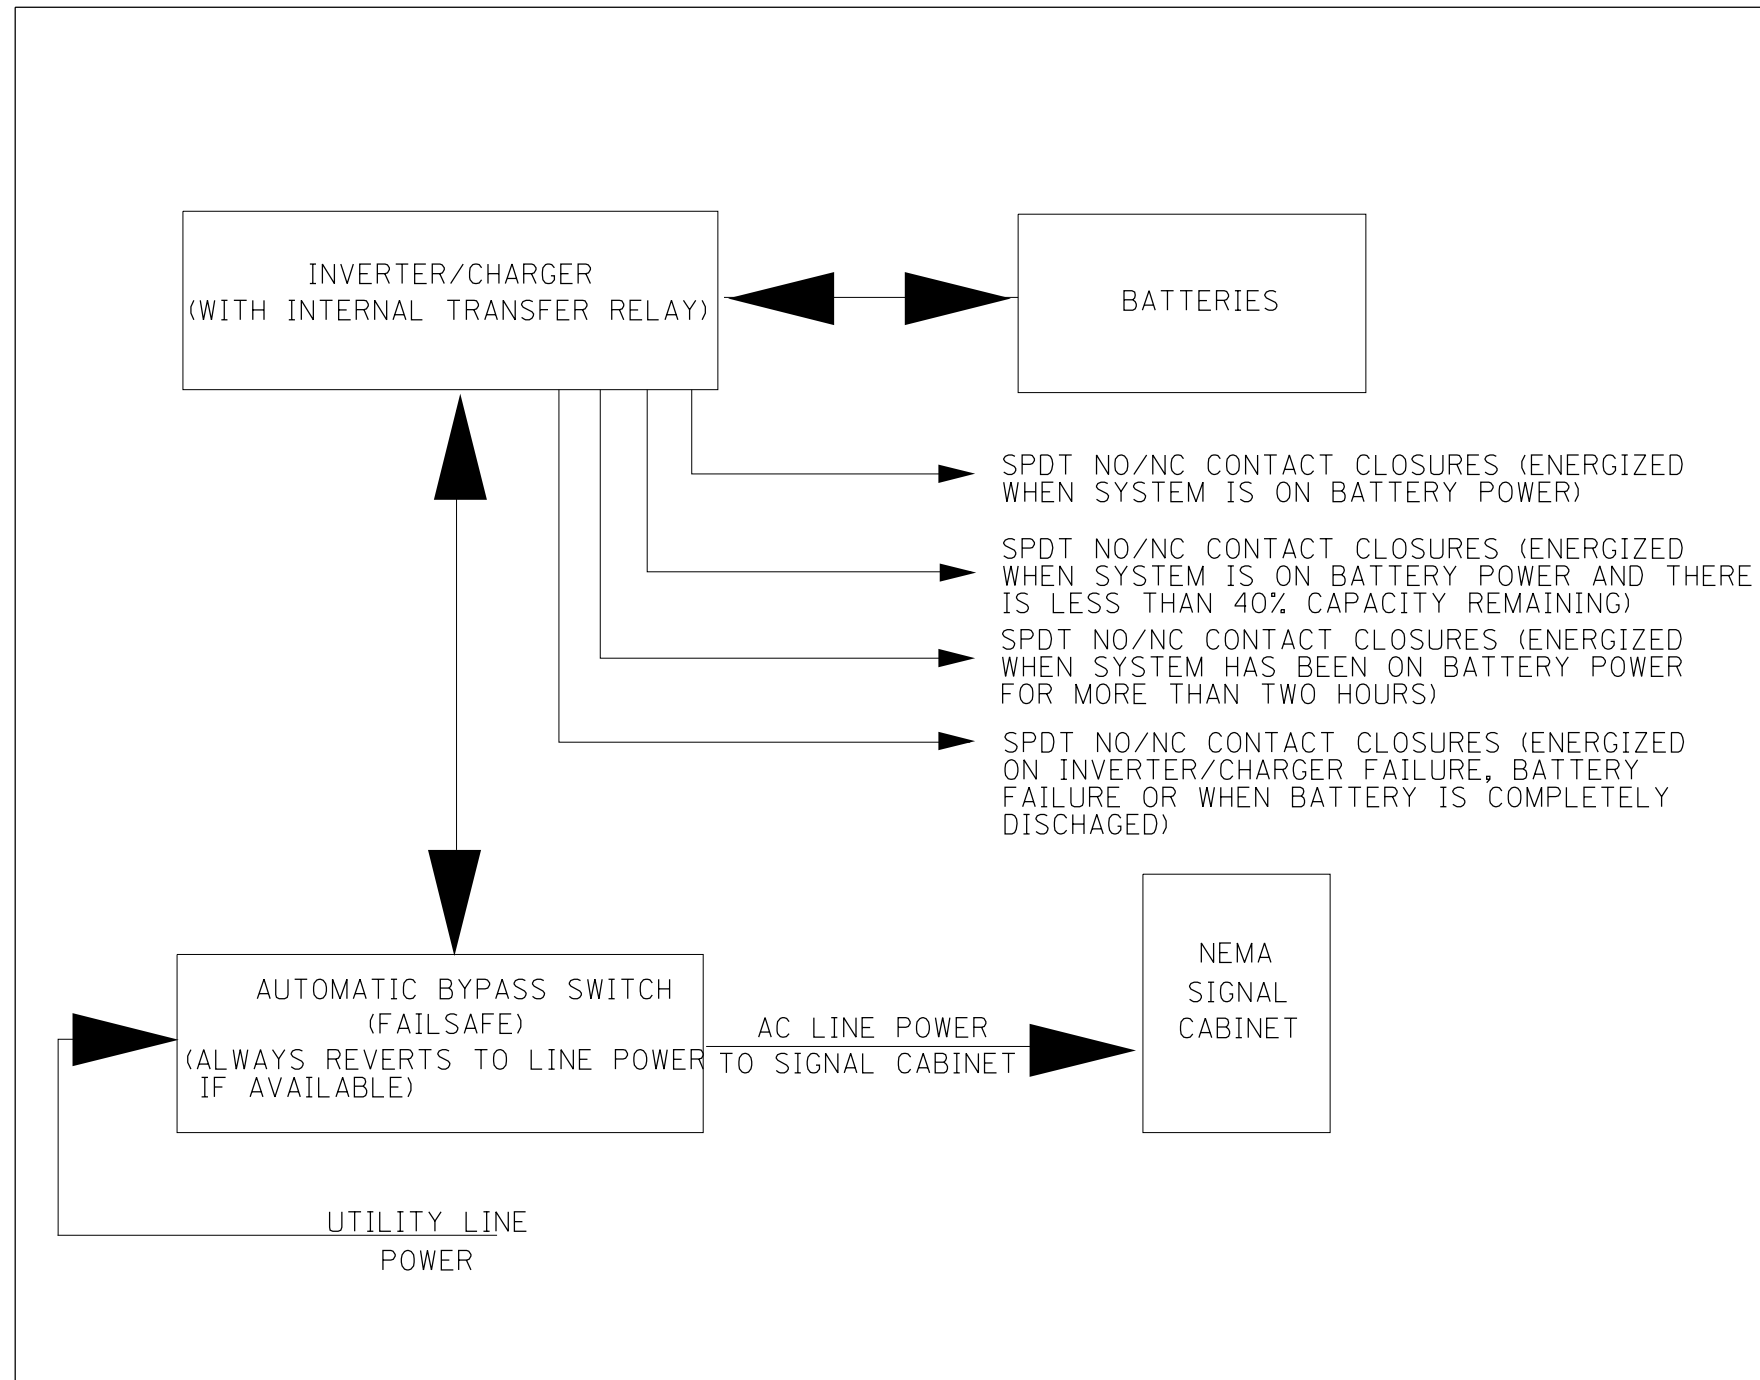 INVERTER/CHARGER
(WITH INTERNAL TRANSFER RELAY)
BATTERIES
SPDT NO/NC CONTACT CLOSURES (ENERGIZED
WHEN SYSTEM IS ON BATTERY POWER)
SPDT NO/NC CONTACT CLOSURES (ENERGIZED
WHEN SYSTEM IS ON BATTERY POWER AND THERE
IS LESS THAN 40% CAPACITY REMAINING)
SPDT NO/NC CONTACT CLOSURES (ENERGIZED
WHEN SYSTEM HAS BEEN ON BATTERY POWER
FOR MORE THAN TWO HOURS)
SPDT NO/NC CONTACT CLOSURES (ENERGIZED
ON INVERTER/CHARGER FAILURE, BATTERY
FAILURE OR WHEN BATTERY IS COMPLETELY
DISCHAGED)
AUTOMATIC BYPASS SWITCH
(FAILSAFE)
(ALWAYS REVERTS TO LINE POWER
IF AVAILABLE)
AC LINE POWER
TO SIGNAL CABINET
NEMA
SIGNAL
CABINET
UTILITY LINE
POWER